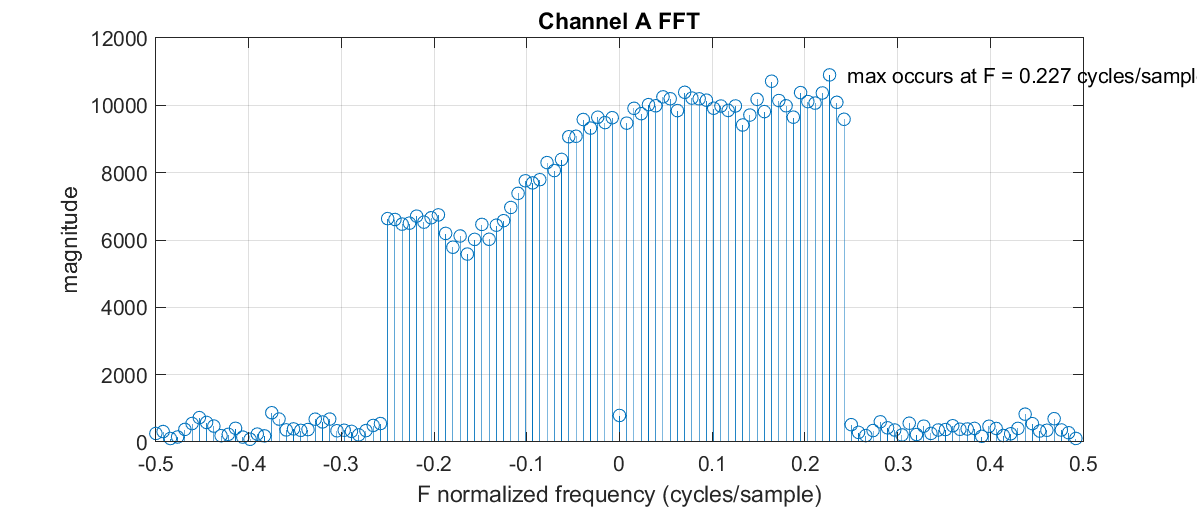 Channel A FFT
12000
10000
8000
6000
4000
2000
0
max occurs at F = 0.227 cycles/sampl
magnitude
-0.5 -0.4 -0.3 -0.2 -0.1 0 0.1 0.2 0.3 0.4 0.5
F normalized frequency (cycles/sample)